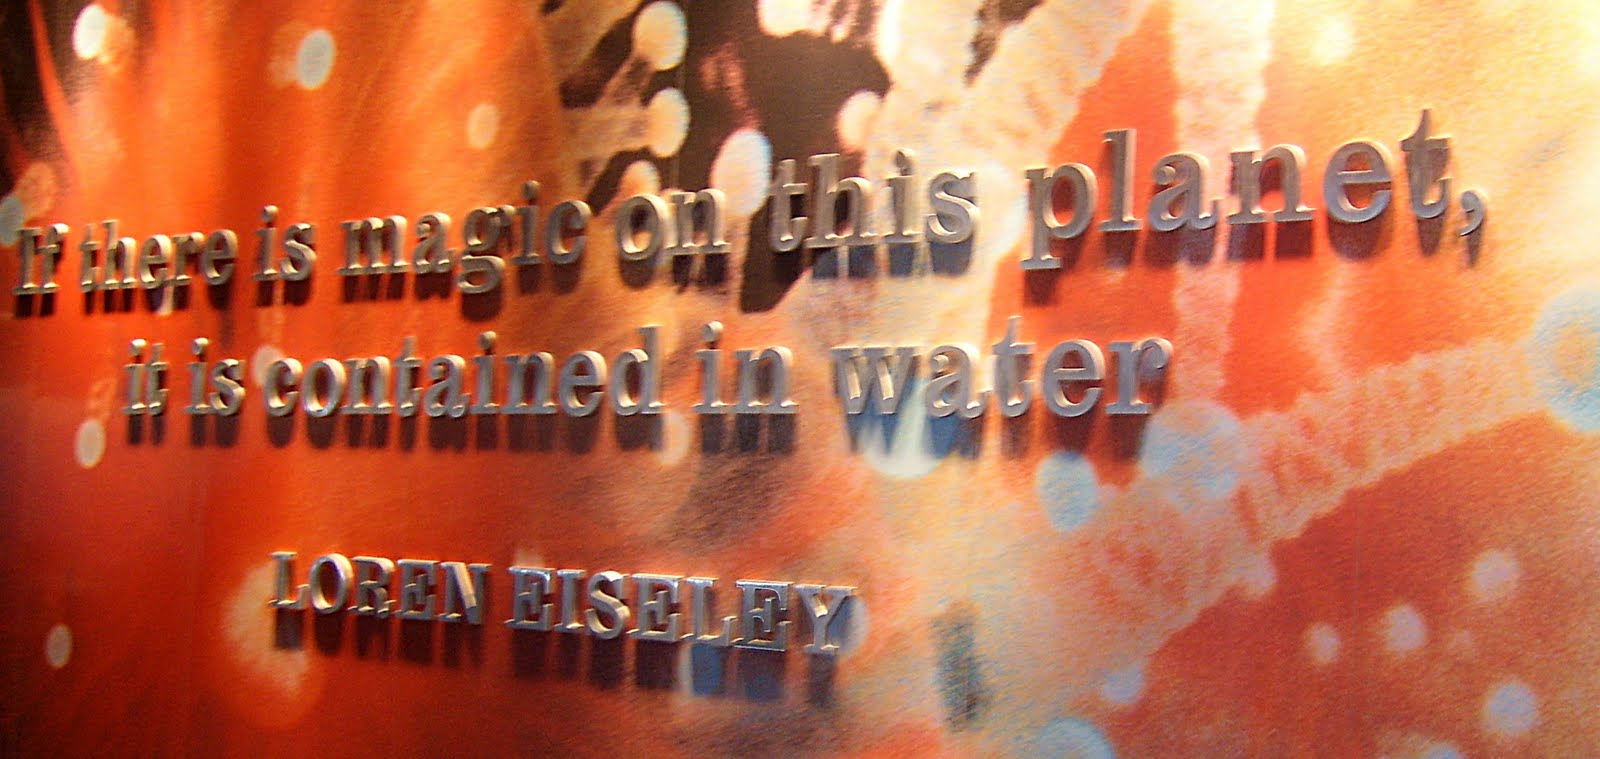 If there is magic on this planet,
it is contained in water
LOREN EISELEY